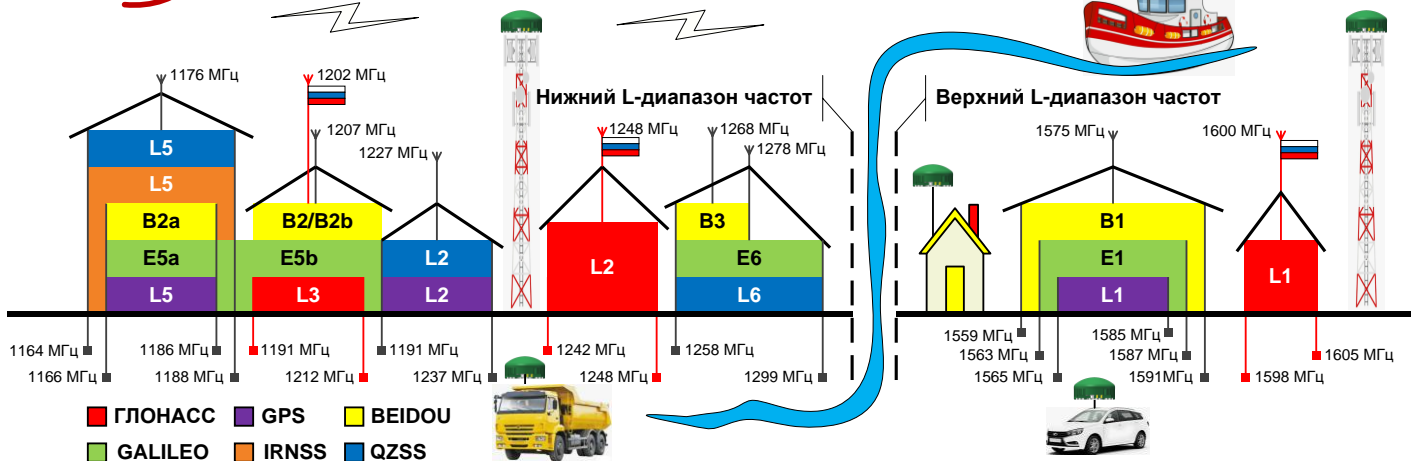 1176 МГц
1202 МГц
1207 МГц
1227 МГц
Нижний L-диапазон частот
Верхний L-диапазон частот
1248 МГц
1268 МГц
1278 МГц
1575 МГц
1600 МГц
L5
L5
B2a
B2/B2b
B3
B1
E5a
E5b
L2
L2
E6
E1
L1
L5
L3
L2
L6
L1
1164 МГц
1186 МГц
1191 МГц
1191 МГц
1242 МГц
1258 МГц
1559 МГц
1585 МГц
1563 МГц
1587 МГц
1605 МГц
1166 МГц
1188 МГц
1212 МГц
1237 МГц
1248 МГц
1299 МГц
1565 МГц
1591МГц
1598 МГц
ГЛОНАСС
GPS
BEIDOU
GALILEO
IRNSS
QZSS